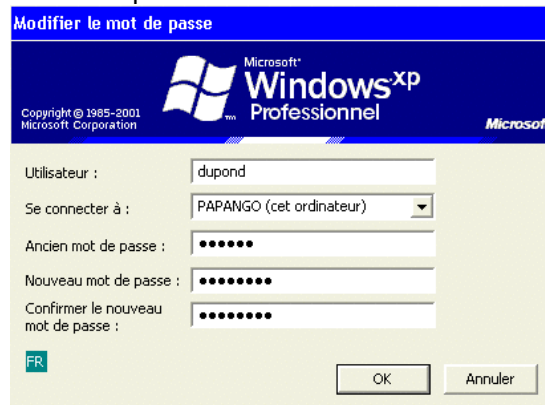 Modifier le mot de passe
Microsoft
Windows xp
Professionnel
Copyright © 1985-2001
Microsoft Corporation
Microsof
Utilisateur :
dupond
Se connecter à :
PAPANGO (cet ordinateur)
Ancien mot de passe :
●●●●●●
Nouveau mot de passe :
●●●●●●●●
Confirmer le nouveau
mot de passe :
●●●●●●●●
FR
OK
Annuler